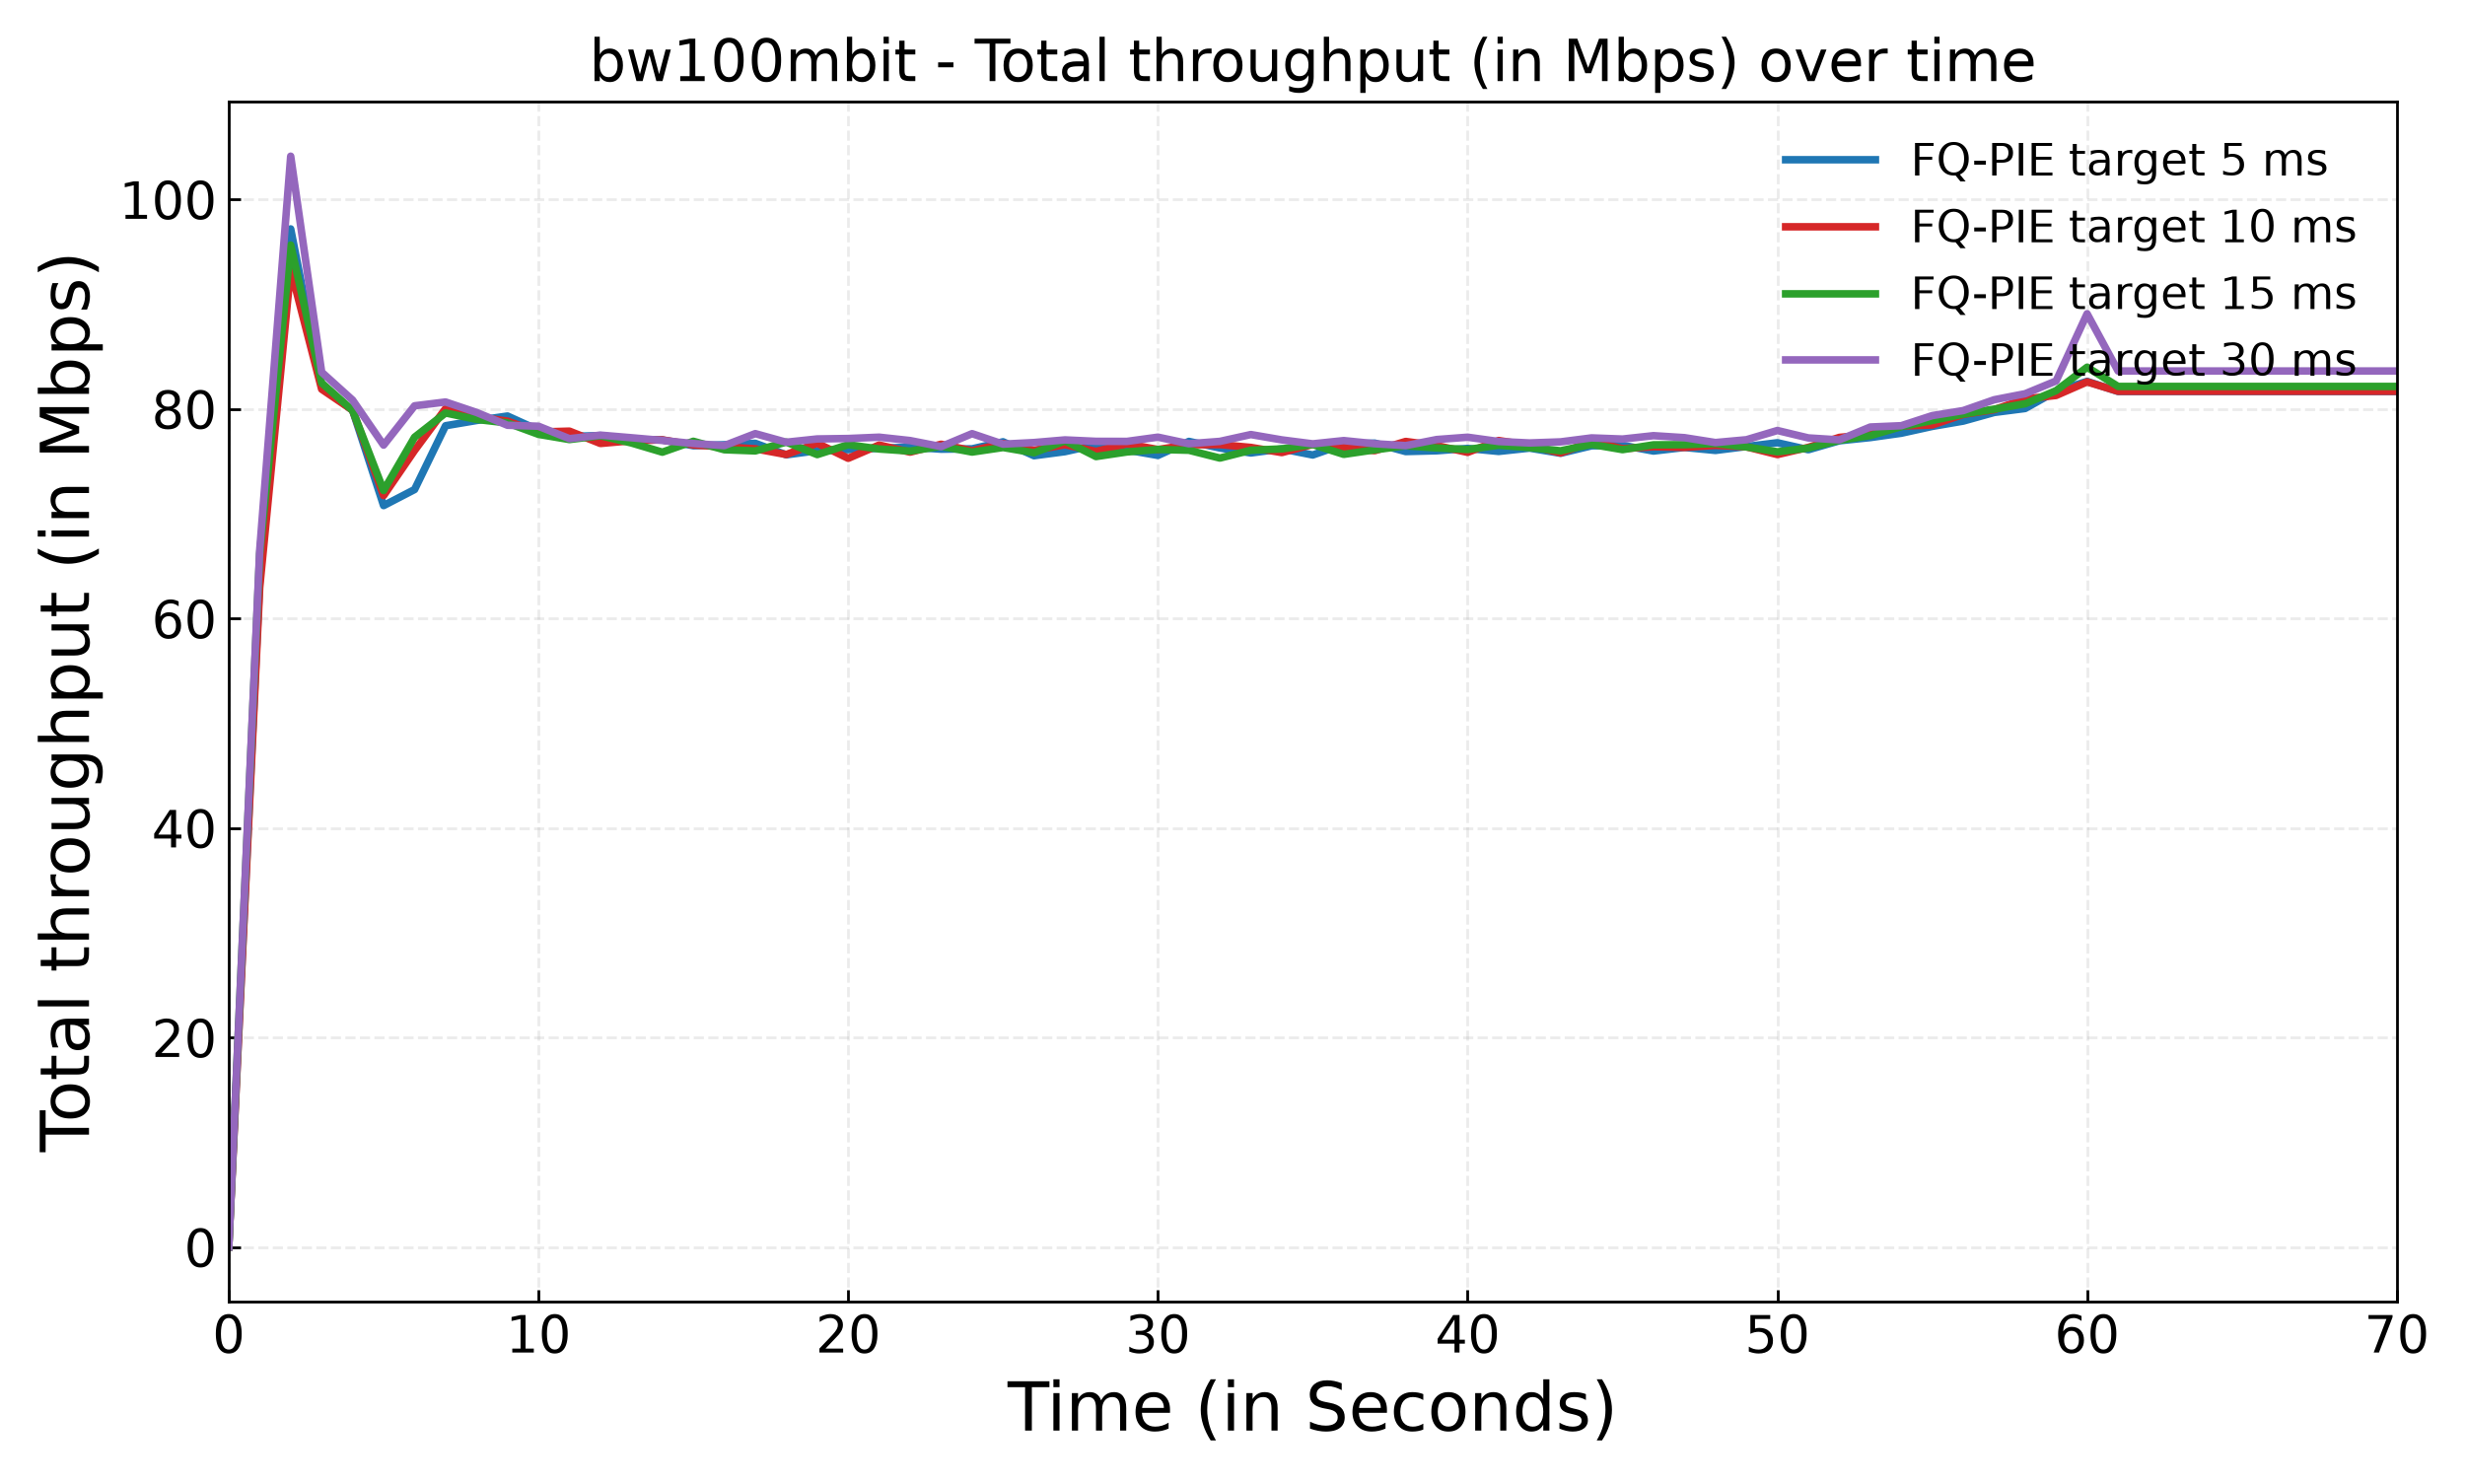 bw100mbit - Total throughput (in Mbps) over time
FQ-PIE target 5 ms
FQ-PIE target 10 ms
FQ-PIE target 15 ms
FQ-PIE target 30 ms
Total throughput (in Mbps)
100
80
60
40
20
0
0 10 20 30 40 50 60 70
Time (in Seconds)